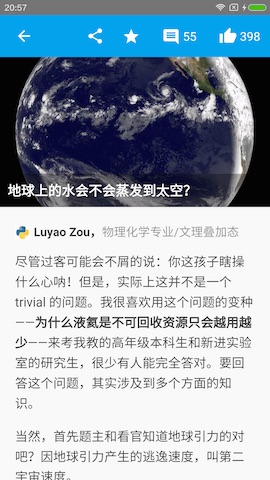 20:57
55
398
地球上的水会不会蒸发到太空?
Luyao Zou，物理化学专业/文理叠加态
尽管过客可能会不屑的说：你这孩子瞎操
什么心呐！但是，实际上这并不是一个
trivial 的问题。我很喜欢用这个问题的变种
——为什么液氦是不可回收资源只会越用越
少——来考我教的高年级本科生和新进实验
室的研究生，很少有人能完全答对。要回
答这个问题，其实涉及到多个方面的知
识。
当然，首先题主和看官知道地球引力的对
吧？因地球引力产生的逃逸速度，叫第二
宇宙速度。